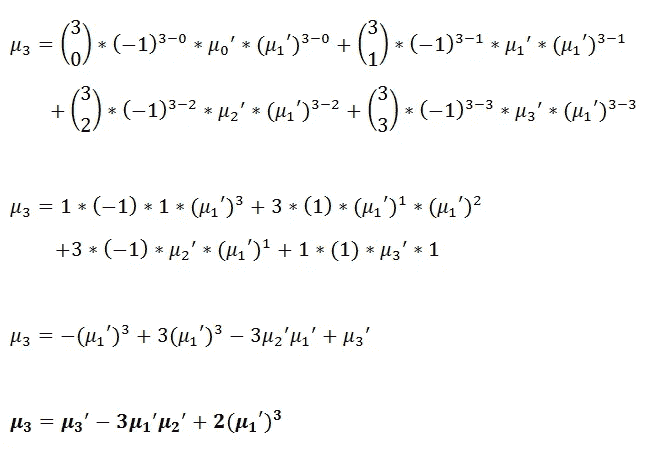 μ₃ = (3 0) * (−1)³⁻⁰ * μ₀′ * (μ₁′)³⁻⁰ + (3 1) * (−1)³⁻¹ * μ₁′ * (μ₁′)³⁻¹
+ (3 2) * (−1)³⁻² * μ₂′ * (μ₁′)³⁻² + (3 3) * (−1)³⁻³ * μ₃′ * (μ₁′)³⁻³
μ₃ = 1 * (−1) * 1 * (μ₁′)³ + 3 * (1) * (μ₁′)¹ * (μ₁′)²
+3 * (−1) * μ₂′ * (μ₁′)¹ + 1 * (1) * μ₃′ * 1
μ₃ = −(μ₁′)³ + 3(μ₁′)³ − 3μ₂′μ₁′ + μ₃′
μ₃ = μ₃′ − 3μ₁′μ₂′ + 2(μ₁′)³